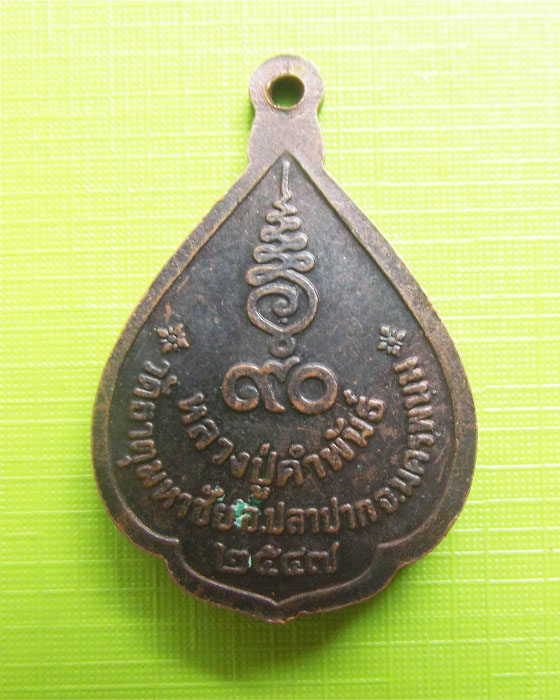 ๙๐
หลวงปู่คำพันธ์
วัดธาตุมหาชัย อ.ปลาปาก จ.นครพนม
๒๕๔๗